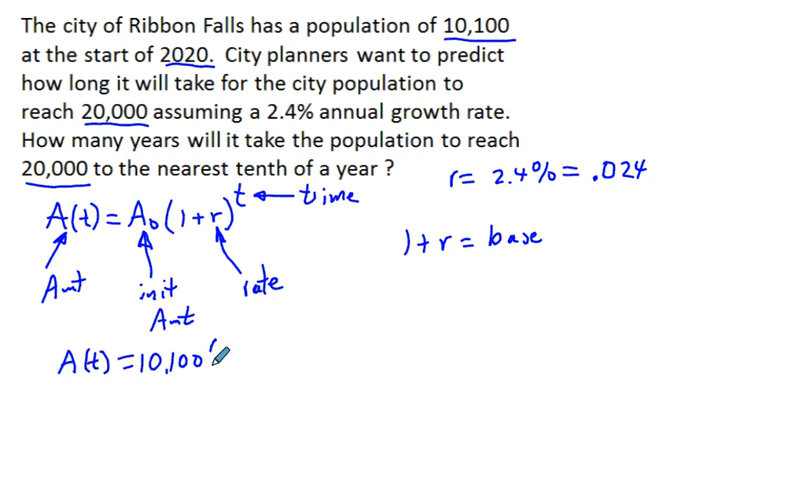 The city of Ribbon Falls has a population of 10,100
at the start of 2020. City planners want to predict
how long it will take for the city population to
reach 20,000 assuming a 2.4% annual growth rate.
How many years will it take the population to reach
20,000 to the nearest tenth of a year ?
r = 2.4% = .024
A(t) = A₀ (1 + r)^t ← time
1 + r = base
Amt init Amt rate
A(t) = 10,100